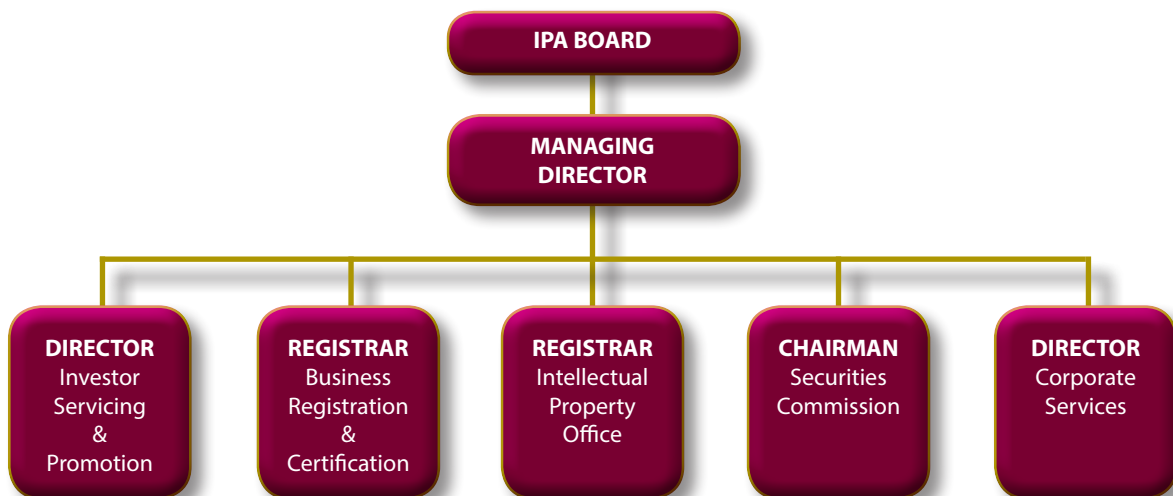 IPA BOARD
MANAGING
DIRECTOR
DIRECTOR
Investor
Servicing
&
Promotion
REGISTRAR
Business
Registration
&
Certification
REGISTRAR
Intellectual
Property
Office
CHAIRMAN
Securities
Commission
DIRECTOR
Corporate
Services